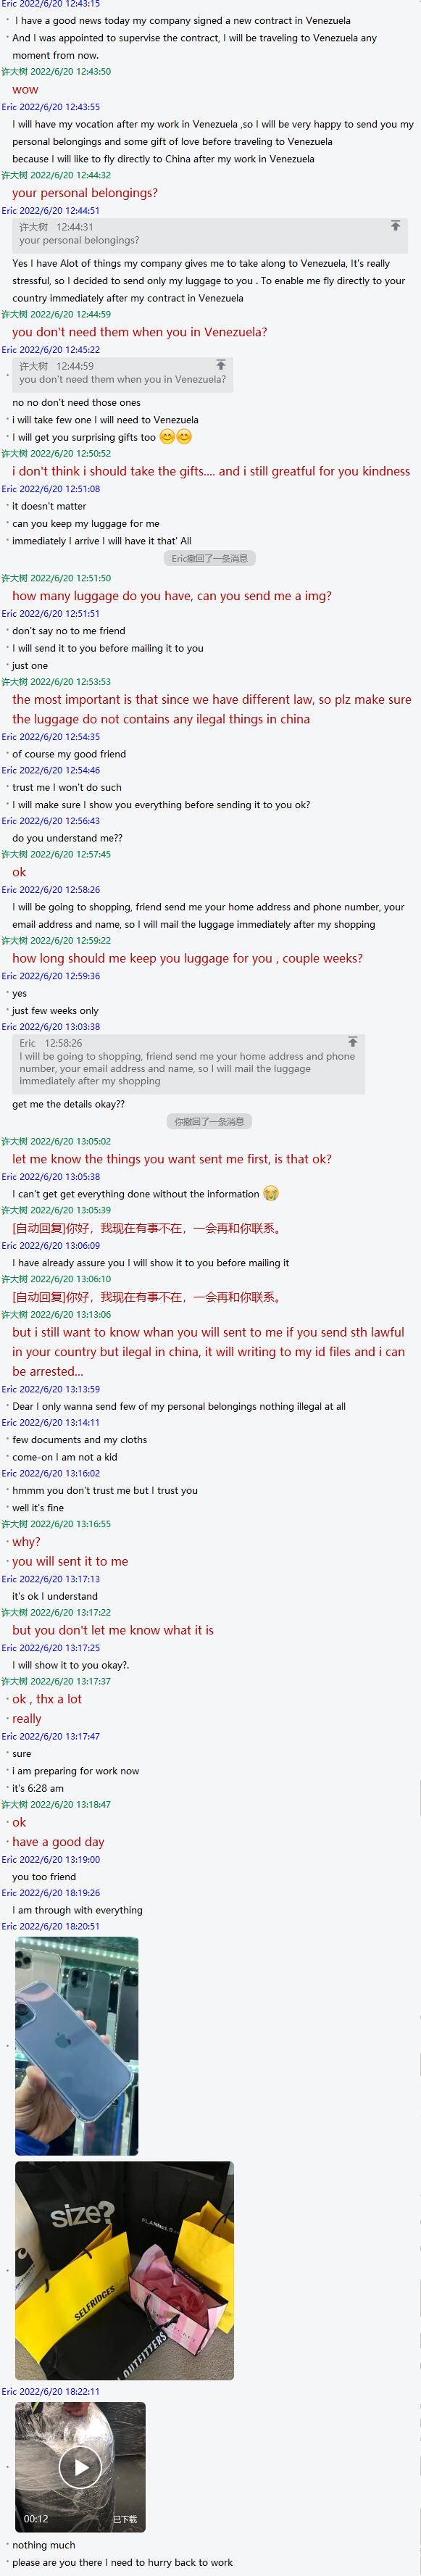 Eric 2022/6/20 12:43:15
I have a good news today my company signed a new contract in Venezuela
And I was appointed to supervise the contract, I will be traveling to Venezuela any
moment from now.
许大树 2022/6/20 12:43:50
wow
Eric 2022/6/20 12:43:55
I will have my vocation after my work in Venezuela ,so I will be very happy to send you my
personal belongings and some gift of love before traveling to Venezuela
because I will like to fly directly to China after my work in Venezuela
许大树 2022/6/20 12:44:32
your personal belongings?
Eric 2022/6/20 12:44:51
许大树 12:44:31
your personal belongings?
Yes I have Alot of things my company gives me to take along to Venezuela, It's really
stressful, so I decided to send only my luggage to you . To enable me fly directly to your
country immediately after my contract in Venezuela
许大树 2022/6/20 12:44:59
you don't need them when you in Venezuela?
Eric 2022/6/20 12:45:22
许大树 12:44:59
you don't need them when you in Venezuela?
no no don't need those ones
i will take few one I will need to Venezuela
I will get you surprising gifts too 😊😊
许大树 2022/6/20 12:50:52
i don't think i should take the gifts.... and i still greatful for you kindness
Eric 2022/6/20 12:51:08
it doesn't matter
can you keep my luggage for me
immediately I arrive I will have it that' All
Eric撤回了一条消息
许大树 2022/6/20 12:51:50
how many luggage do you have, can you send me a img?
Eric 2022/6/20 12:51:51
don't say no to me friend
I will send it to you before mailing it to you
just one
许大树 2022/6/20 12:53:53
the most important is that since we have different law, so plz make sure
the luggage do not contains any ilegal things in china
Eric 2022/6/20 12:54:35
of course my good friend
Eric 2022/6/20 12:54:46
trust me I won't do such
I will make sure I show you everything before sending it to you ok?
Eric 2022/6/20 12:56:43
do you understand me??
许大树 2022/6/20 12:57:45
ok
Eric 2022/6/20 12:58:26
I will be going to shopping, friend send me your home address and phone number, your
email address and name, so I will mail the luggage immediately after my shopping
许大树 2022/6/20 12:59:22
how long should me keep you luggage for you , couple weeks?
Eric 2022/6/20 12:59:36
yes
just few weeks only
Eric 2022/6/20 13:03:38
Eric 12:58:26
I will be going to shopping, friend send me your home address and phone
number, your email address and name, so I will mail the luggage
immediately after my shopping
get me the details okay??
你撤回了一条消息
许大树 2022/6/20 13:05:02
let me know the things you want sent me first, is that ok?
Eric 2022/6/20 13:05:38
I can't get get everything done without the information 😭
许大树 2022/6/20 13:05:39
[自动回复]你好，我现在有事不在，一会再和你联系。
Eric 2022/6/20 13:06:09
I have already assure you I will show it to you before mailing it
许大树 2022/6/20 13:06:10
[自动回复]你好，我现在有事不在，一会再和你联系。
许大树 2022/6/20 13:13:06
but i still want to know whan you will sent to me if you send sth lawful
in your country but ilegal in china, it will writing to my id files and i can
be arrested...
Eric 2022/6/20 13:13:59
Dear I only wanna send few of my personal belongings nothing illegal at all
Eric 2022/6/20 13:14:11
few documents and my cloths
come-on I am not a kid
Eric 2022/6/20 13:16:02
hmmm you don't trust me but I trust you
well it's fine
许大树 2022/6/20 13:16:55
why?
you will sent it to me
Eric 2022/6/20 13:17:13
it's ok I understand
许大树 2022/6/20 13:17:22
but you don't let me know what it is
Eric 2022/6/20 13:17:25
I will show it to you okay?.
许大树 2022/6/20 13:17:37
ok , thx a lot
really
Eric 2022/6/20 13:17:47
sure
i am preparing for work now
it's 6:28 am
许大树 2022/6/20 13:18:47
ok
have a good day
Eric 2022/6/20 13:19:00
you too friend
Eric 2022/6/20 18:19:26
I am through with everything
Eric 2022/6/20 18:20:51
size?
SELFRIDGES
OUTFITTERS
Eric 2022/6/20 18:22:11
00:12
已下载
nothing much
please are you there I need to hurry back to work